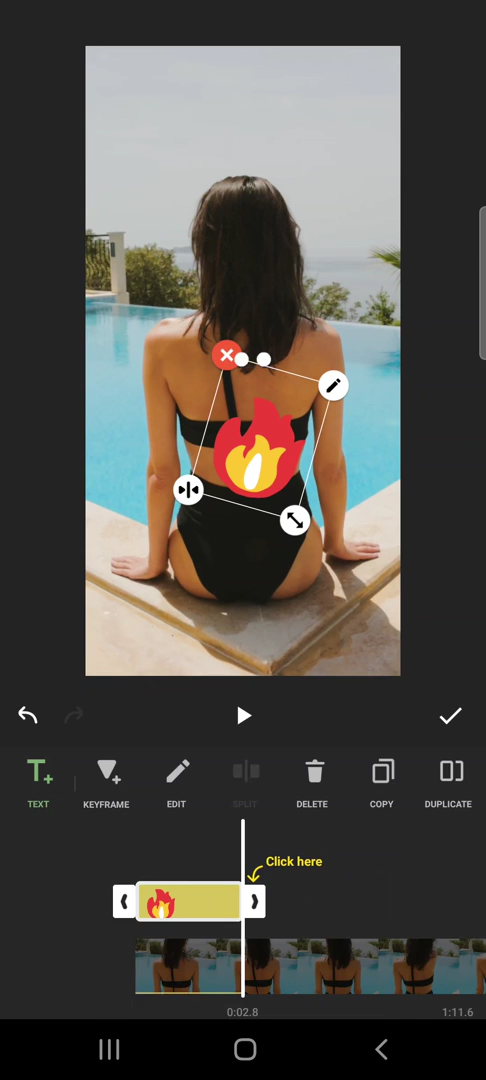 T+
TEXT
KEYFRAME
EDIT
SPLIT
DELETE
COPY
DUPLICATE
Click here
0:02.8
1:11.6